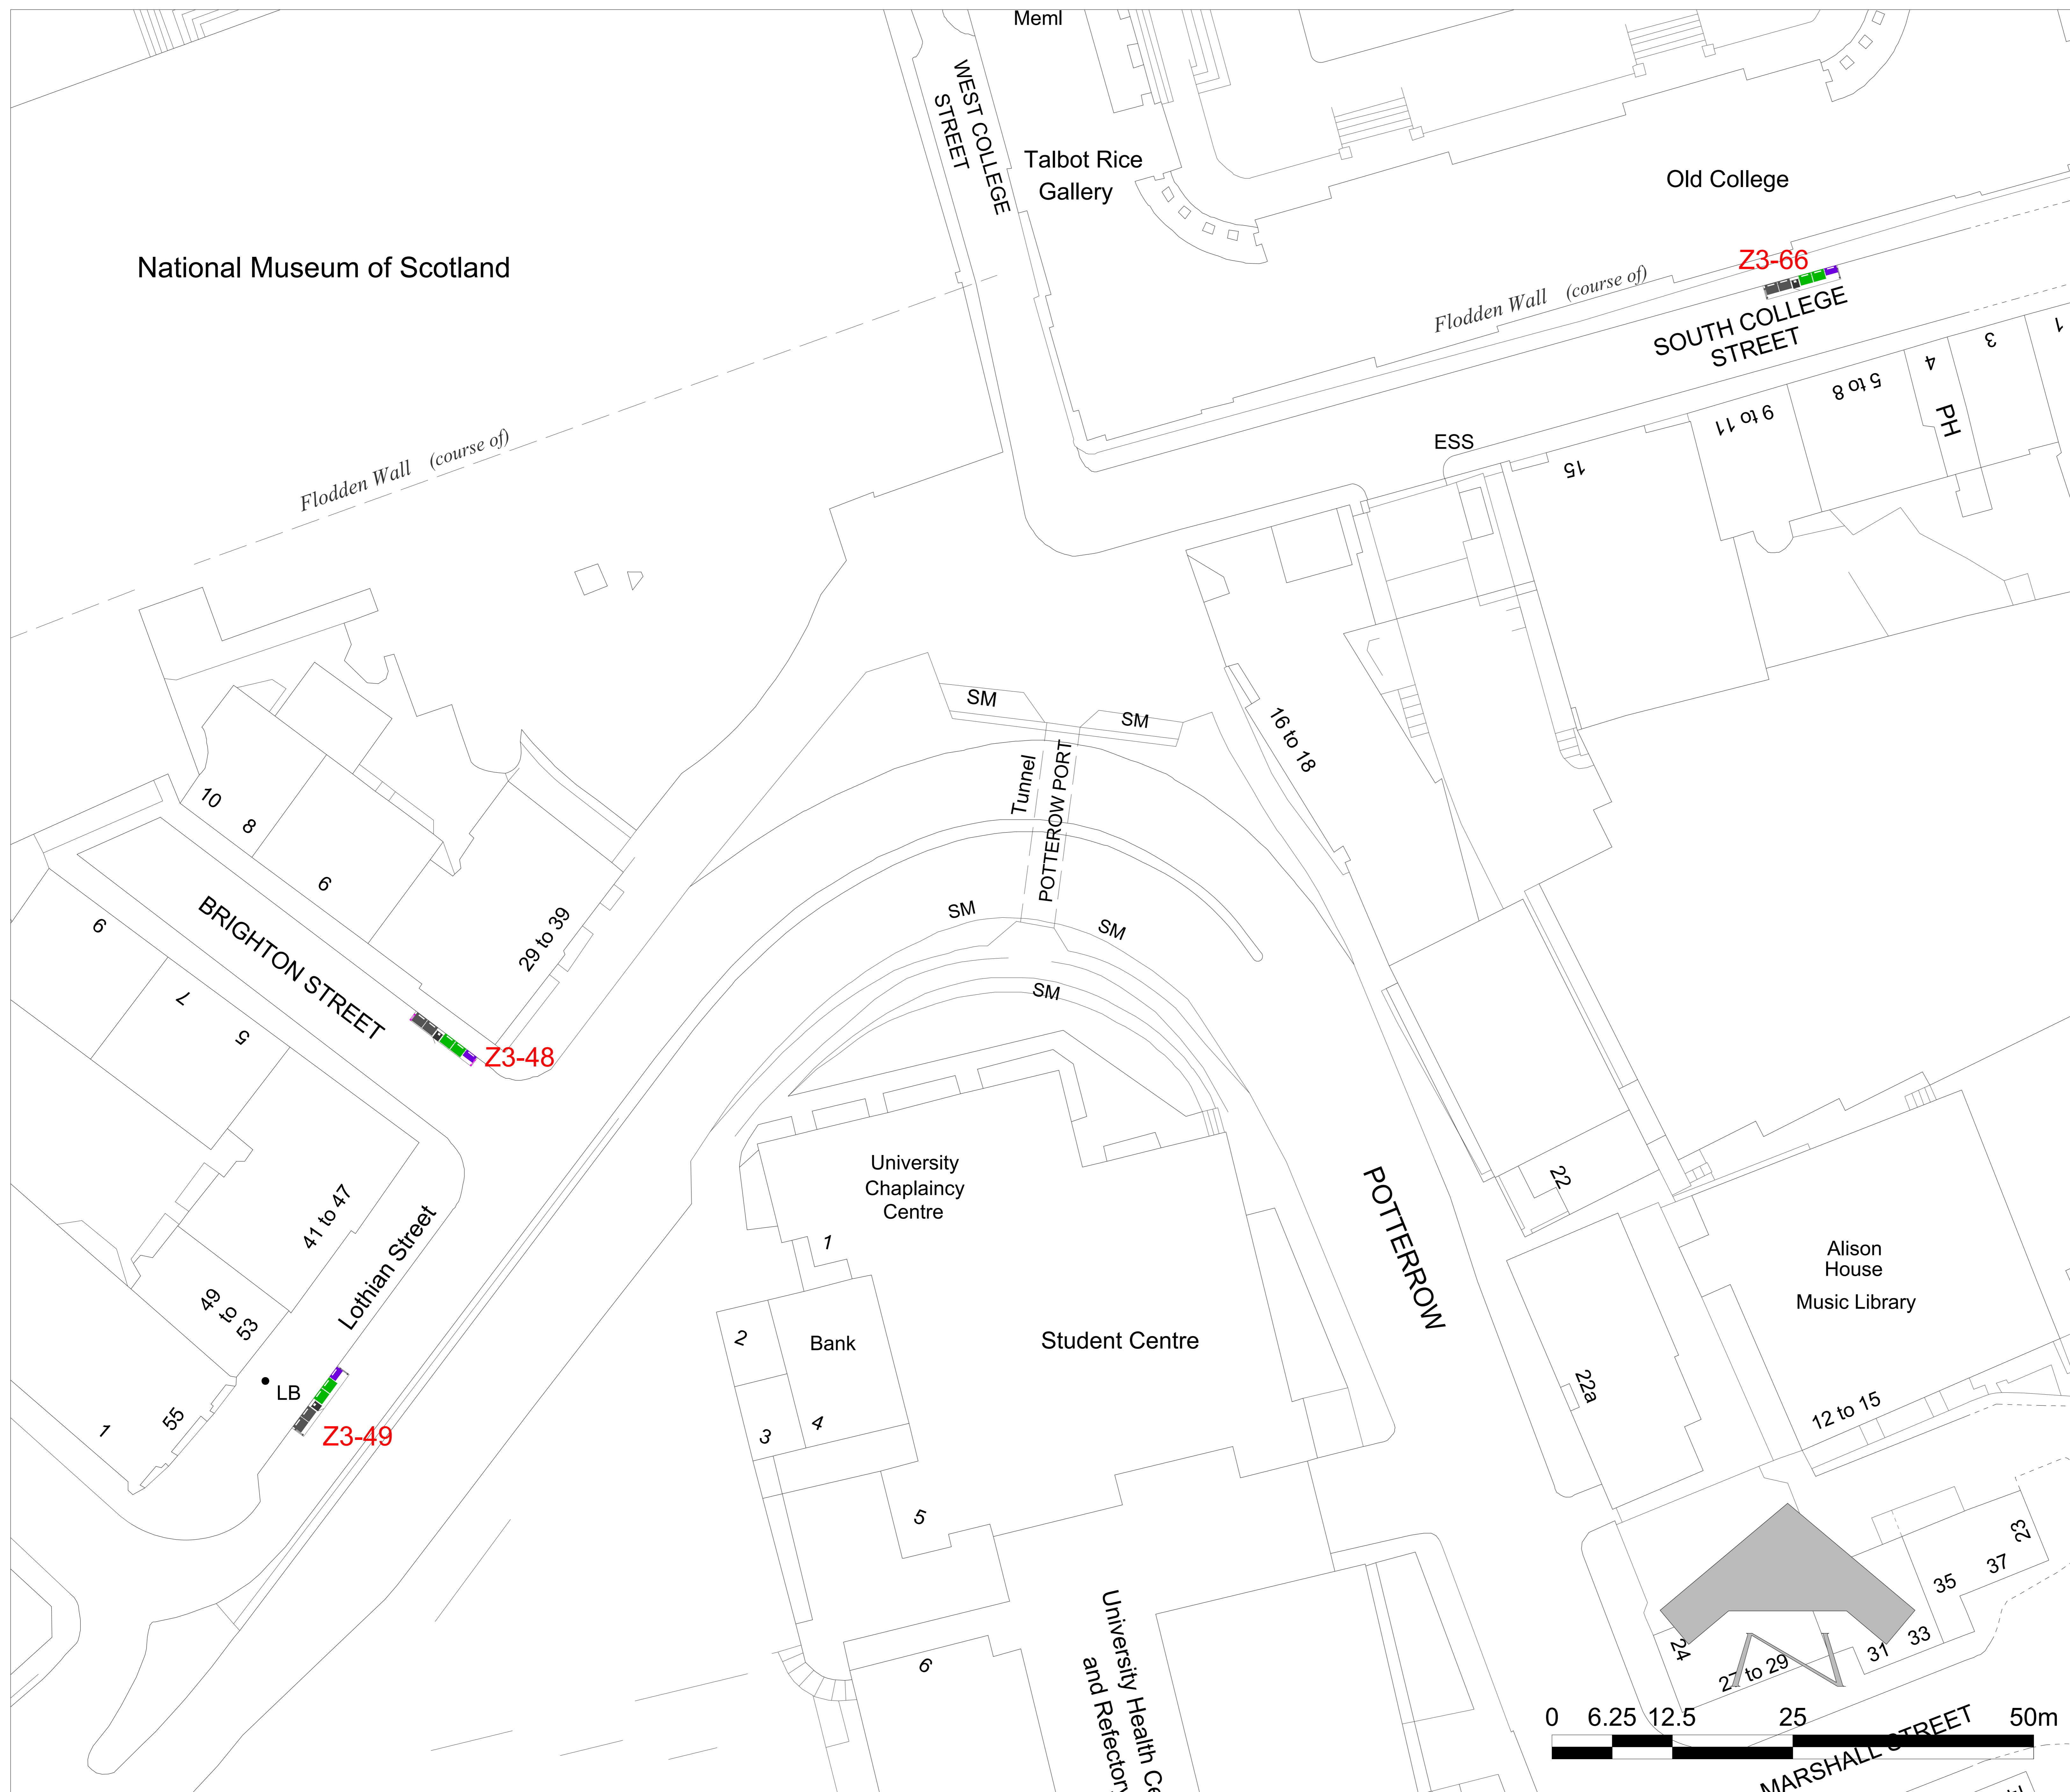 Meml
WEST COLLEGE
STREET
Talbot Rice
Gallery
Old College
National Museum of Scotland
Z3-66
Flodden Wall (course of)
SOUTH COLLEGE
STREET
1
3
4
5 to 8
9 to 11
PH
ESS
15
Flodden Wall (course of)
SM
SM
16 to 18
Tunnel
POTTEROW PORT
10
8
6
BRIGHTON STREET
29 to 39
6
7
5
SM
SM
SM
Z3-48
University
Chaplaincy
Centre
1
POTTERROW
22
41 to 47
Lothian Street
49
to
53
Alison
House
Music Library
2
Bank
Student Centre
LB
22a
12 to 15
1
55
Z3-49
3
4
5
23
37
35
33
31
24
27 to 29
University Health Ce
and Refectory
6
0 6.25 12.5 25 50m
MARSHALL STREET